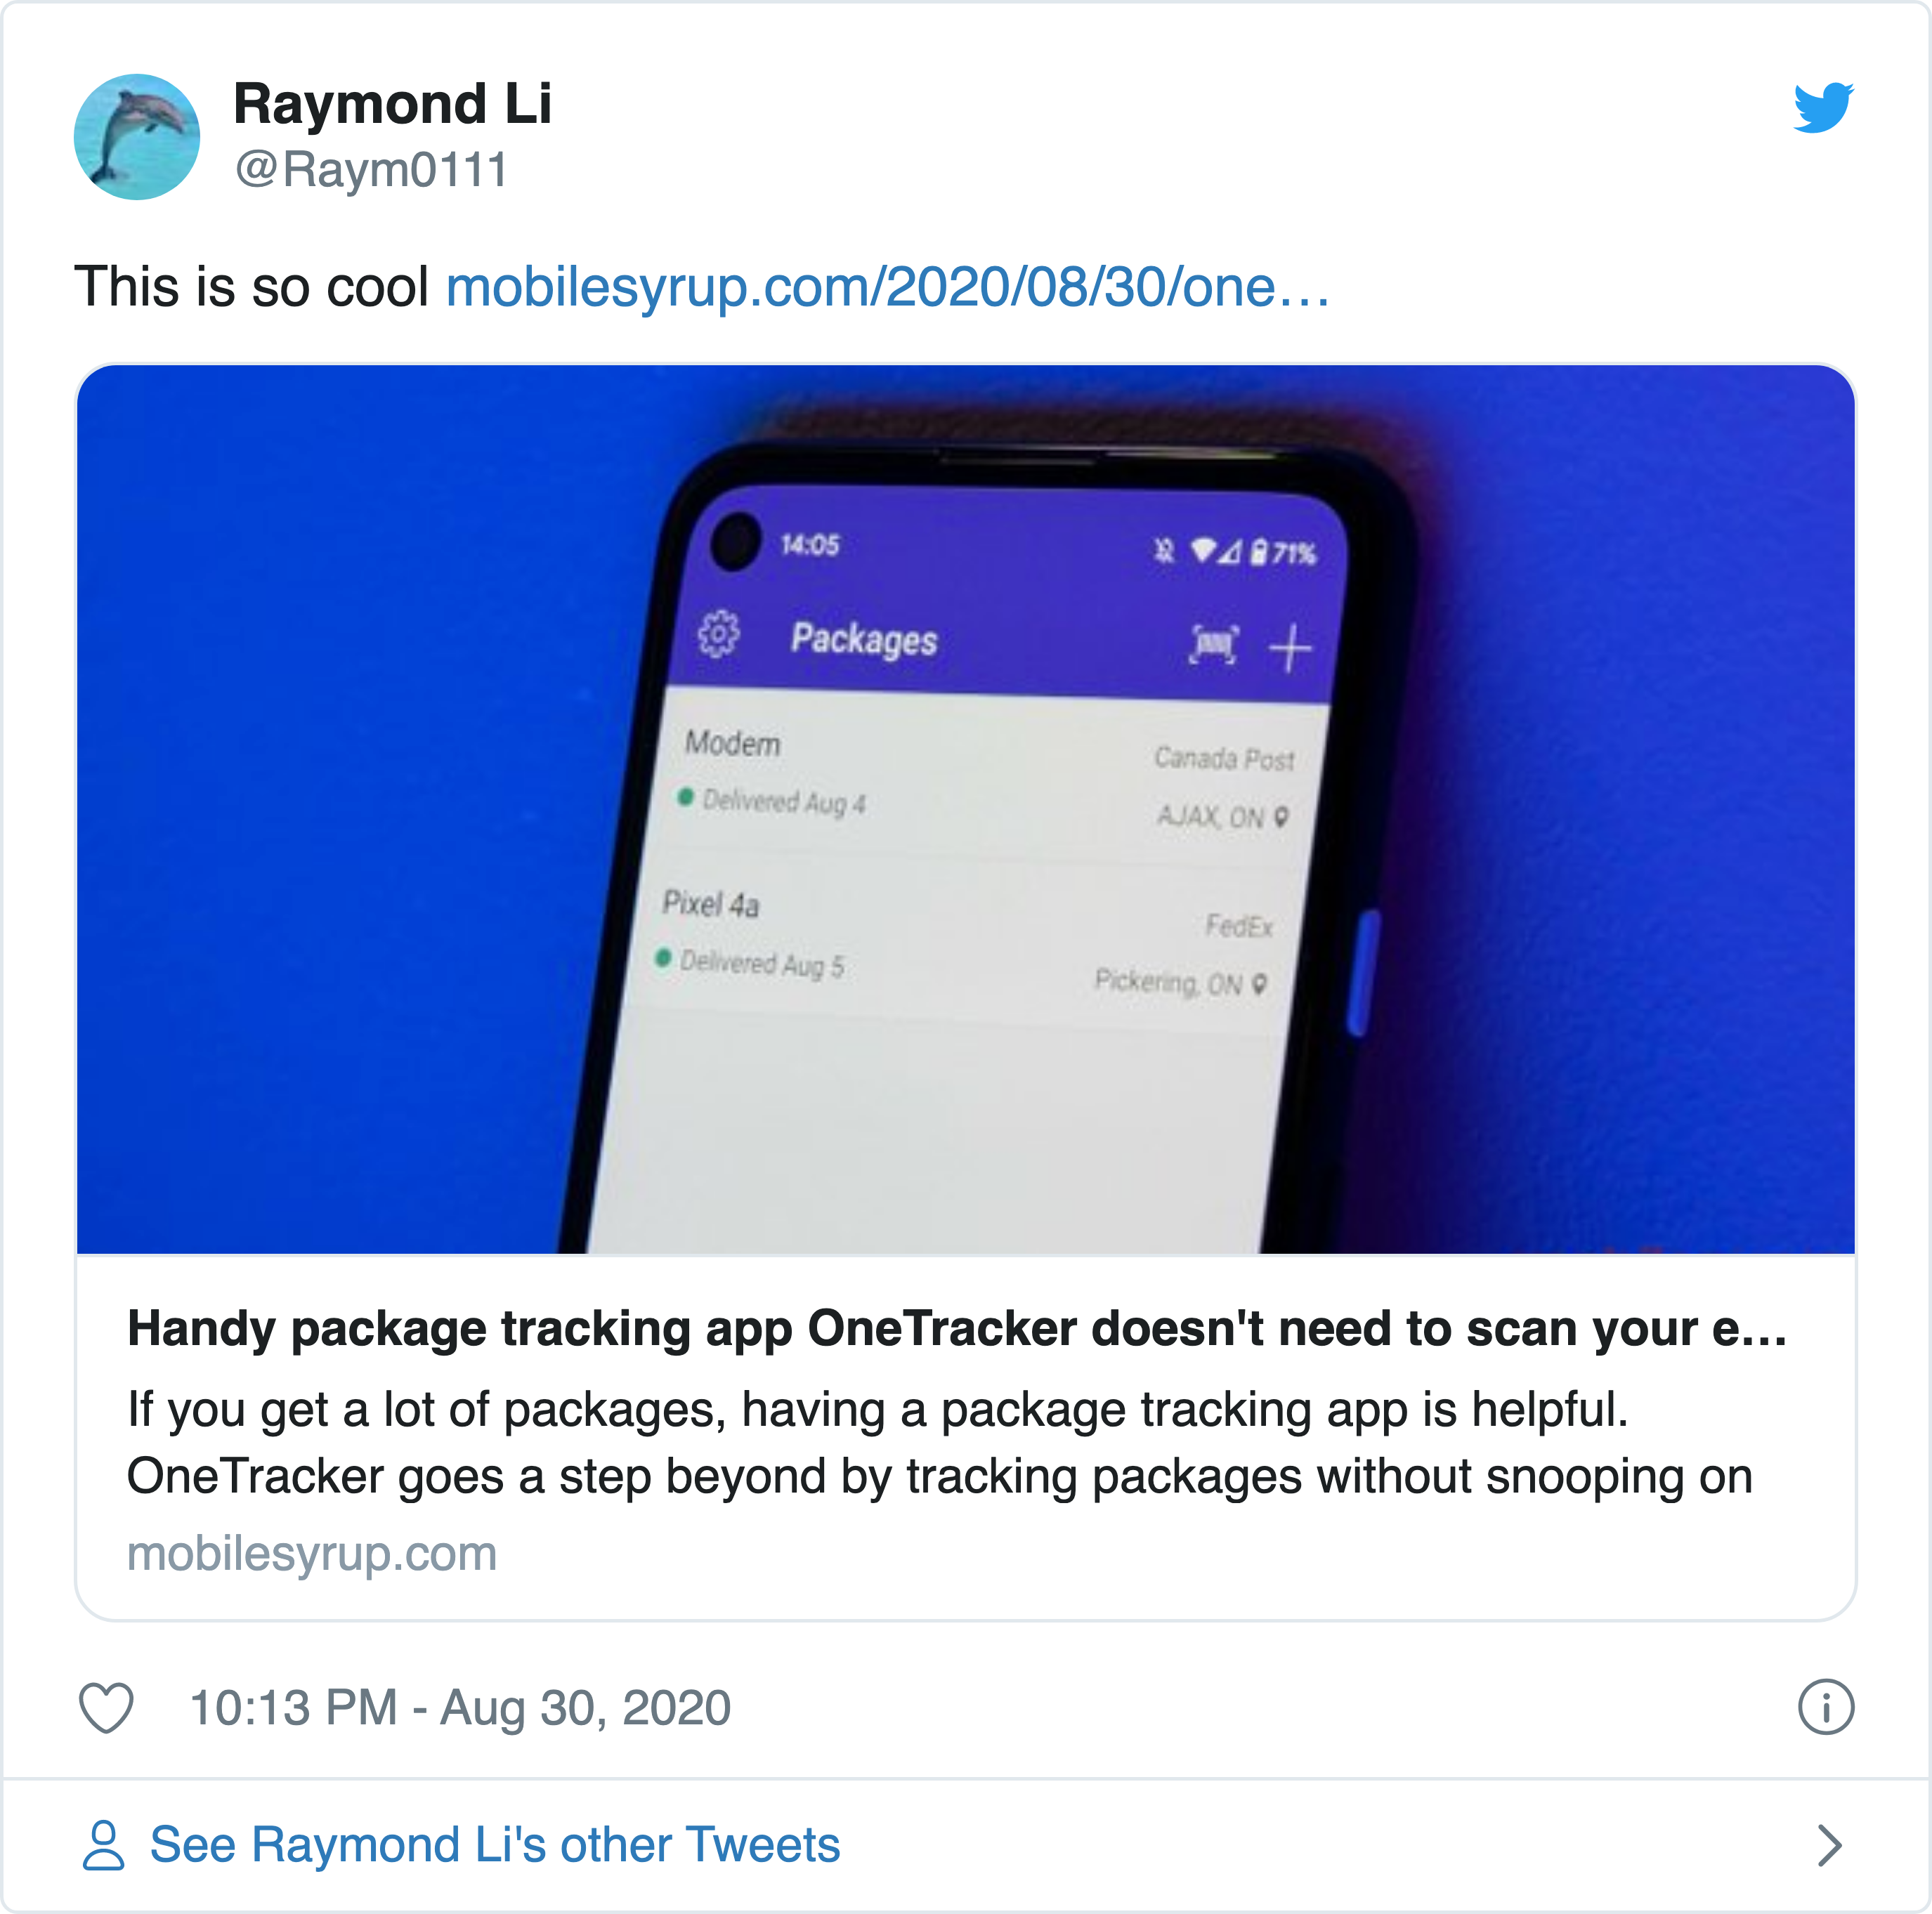 Raymond Li
@Raym0111
This is so cool mobilesyrup.com/2020/08/30/one…
14:05
71%
Packages
Modem
Canada Post
Delivered Aug 4
AJAX, ON
Pixel 4a
FedEx
Delivered Aug 5
Pickering, ON
Handy package tracking app OneTracker doesn't need to scan your e…
If you get a lot of packages, having a package tracking app is helpful.
OneTracker goes a step beyond by tracking packages without snooping on
mobilesyrup.com
10:13 PM - Aug 30, 2020
See Raymond Li's other Tweets